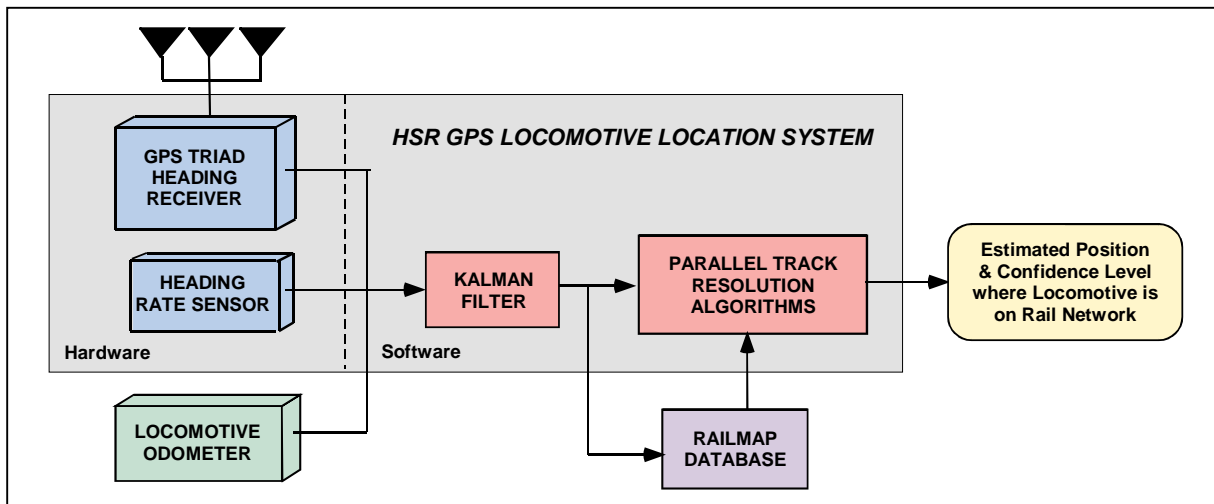 HSR GPS LOCOMOTIVE LOCATION SYSTEM
GPS TRIAD
HEADING
RECEIVER
HEADING
RATE SENSOR
KALMAN
FILTER
PARALLEL TRACK
RESOLUTION
ALGORITHMS
Estimated Position
& Confidence Level
where Locomotive is
on Rail Network
Hardware
Software
LOCOMOTIVE
ODOMETER
RAILMAP
DATABASE